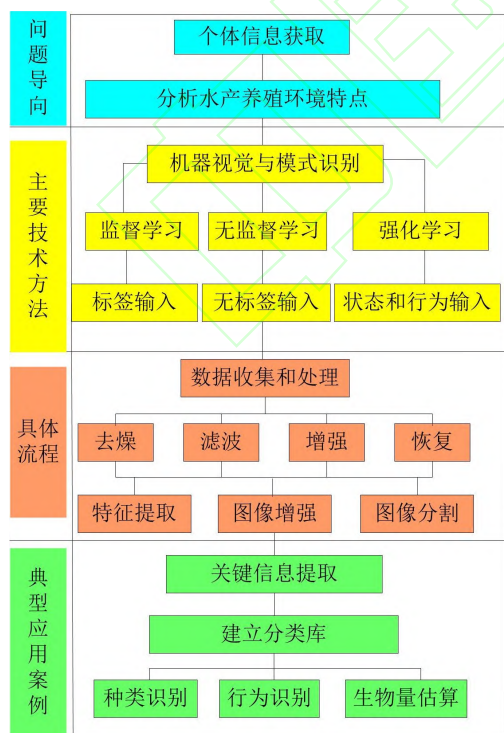 问题导向
个体信息获取
分析水产养殖环境特点
主要技术方法
机器视觉与模式识别
监督学习
无监督学习
强化学习
标签输入
无标签输入
状态和行为输入
具体
流程
数据收集和处理
去燥
滤波
增强
恢复
特征提取
图像增强
图像分割
典型应用案例
关键信息提取
建立分类库
种类识别
行为识别
生物量估算